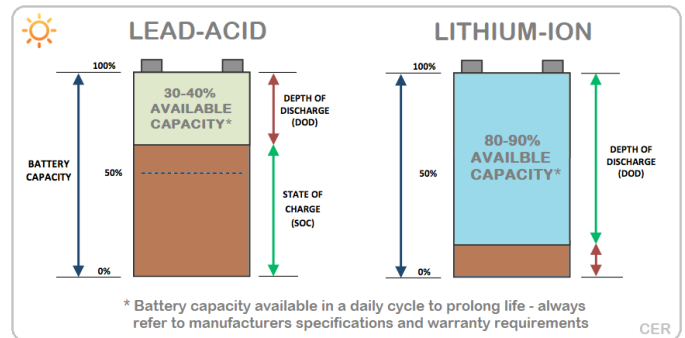 LEAD-ACID
LITHIUM-ION
100%
30-40%
AVAILABLE
CAPACITY*
DEPTH OF
DISCHARGE
(DOD)
BATTERY
CAPACITY
50%
STATE OF
CHARGE
(SOC)
0%
100%
80-90%
AVAILBLE
CAPACITY*
DEPTH OF
DISCHARGE
(DOD)
50%
0%
* Battery capacity available in a daily cycle to prolong life - always
refer to manufacturers specifications and warranty requirements
CER